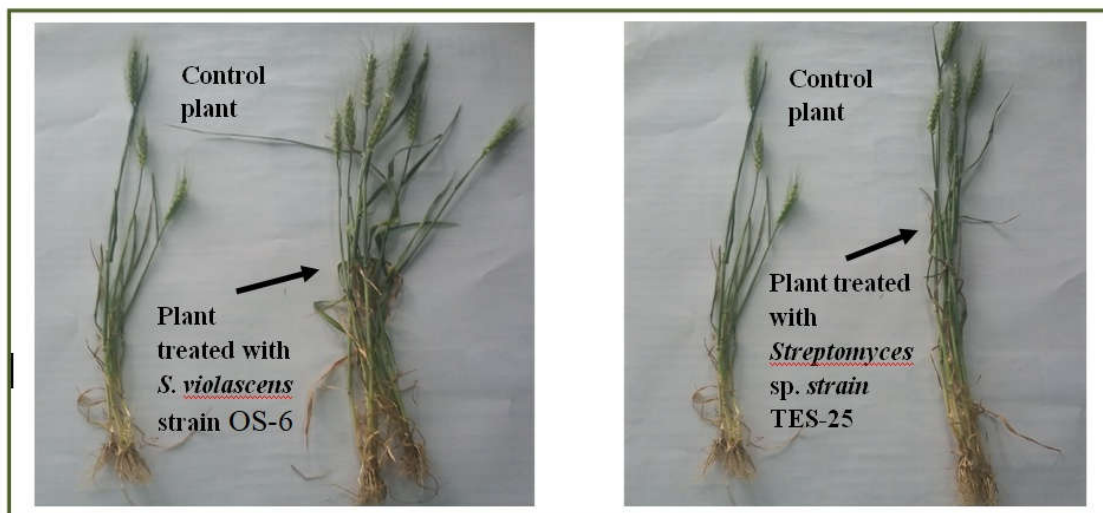 Control
plant
Plant
treated with
S. violascens
strain OS-6
Control
plant
Plant treated
with
Streptomyces
sp. strain
TES-25